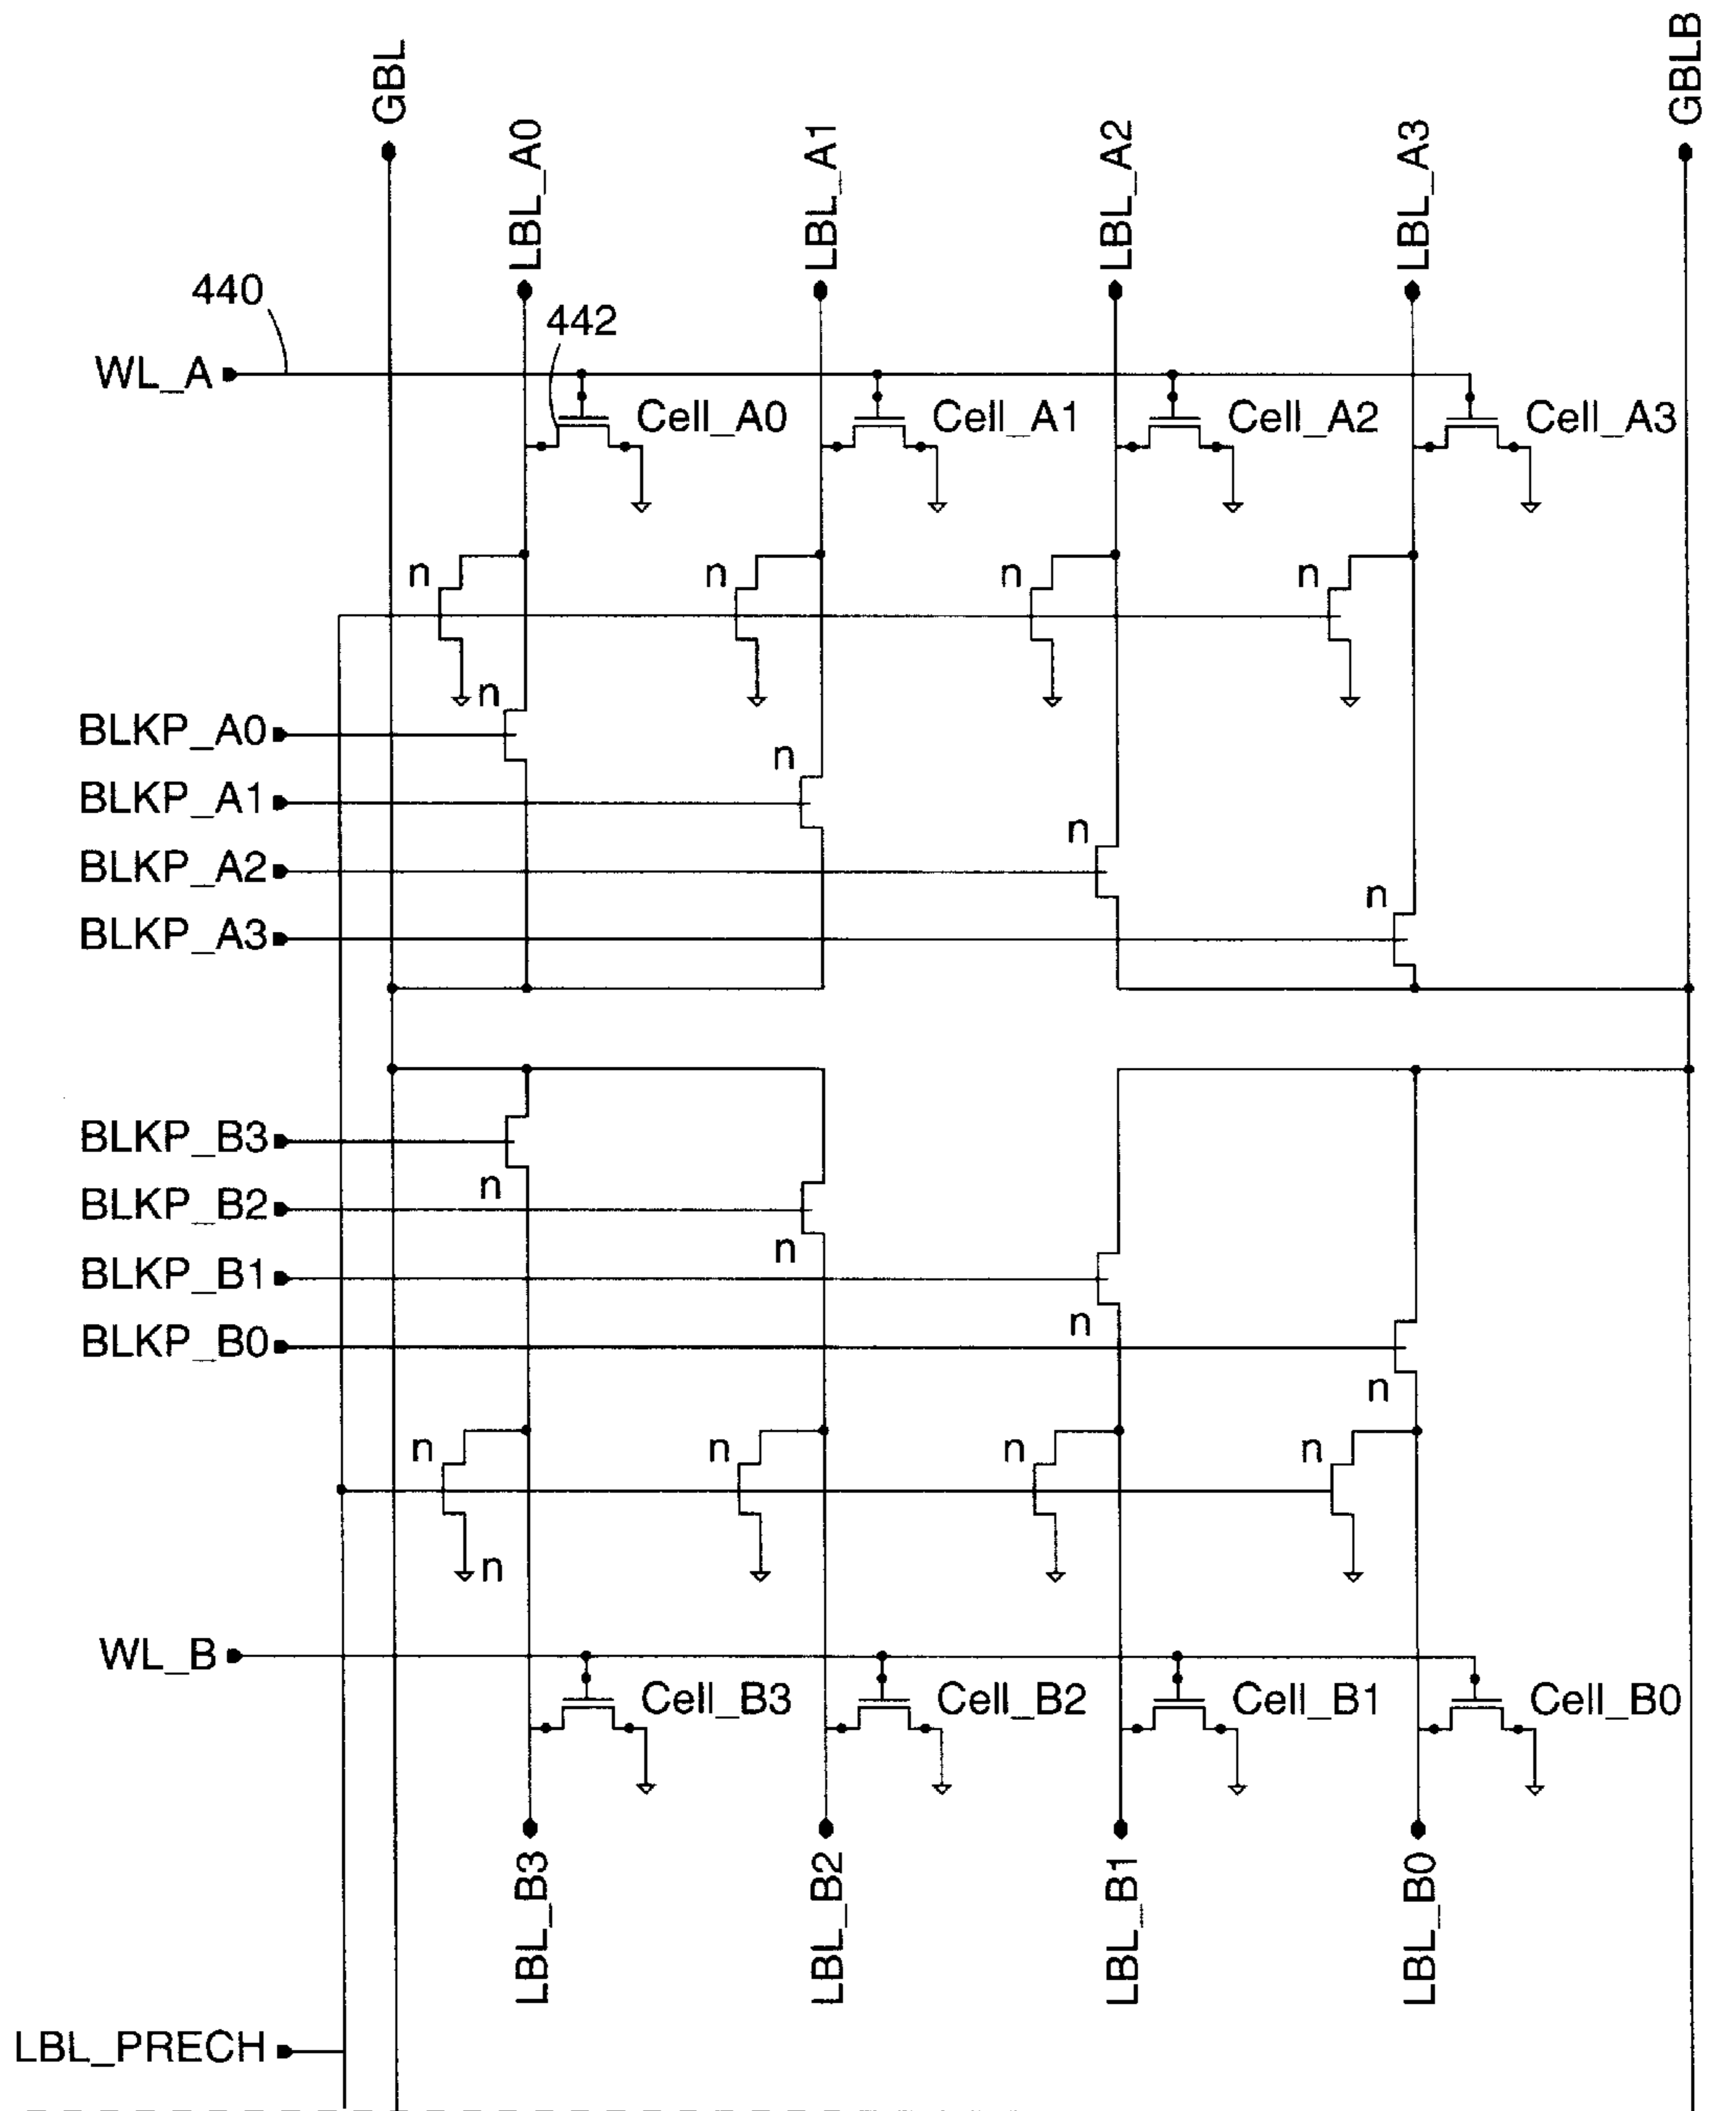 GBL
GBLB
LBL_A0
LBL_A1
LBL_A2
LBL_A3
440
442
WL_A
Cell_A0
Cell_A1
Cell_A2
Cell_A3
n
n
n
n
n
BLKP_A0
n
BLKP_A1
n
BLKP_A2
n
BLKP_A3
BLKP_B3
n
BLKP_B2
n
BLKP_B1
n
BLKP_B0
n
n
n
n
n
n
WL_B
Cell_B3
Cell_B2
Cell_B1
Cell_B0
LBL_B3
LBL_B2
LBL_B1
LBL_B0
LBL_PRECH